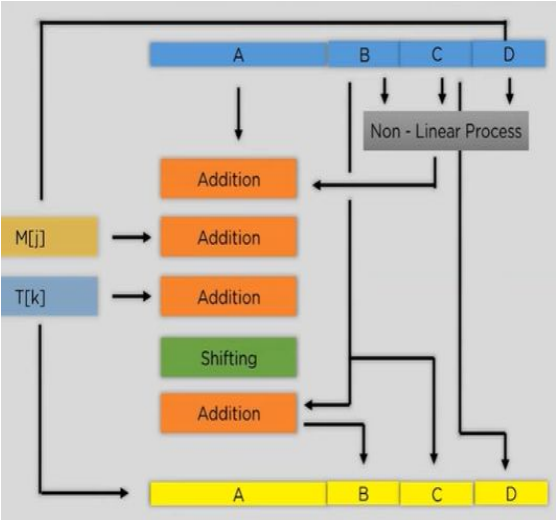 A B C D
Non - Linear Process
Addition
M[j] Addition
T[k] Addition
Shifting
Addition
A B C D